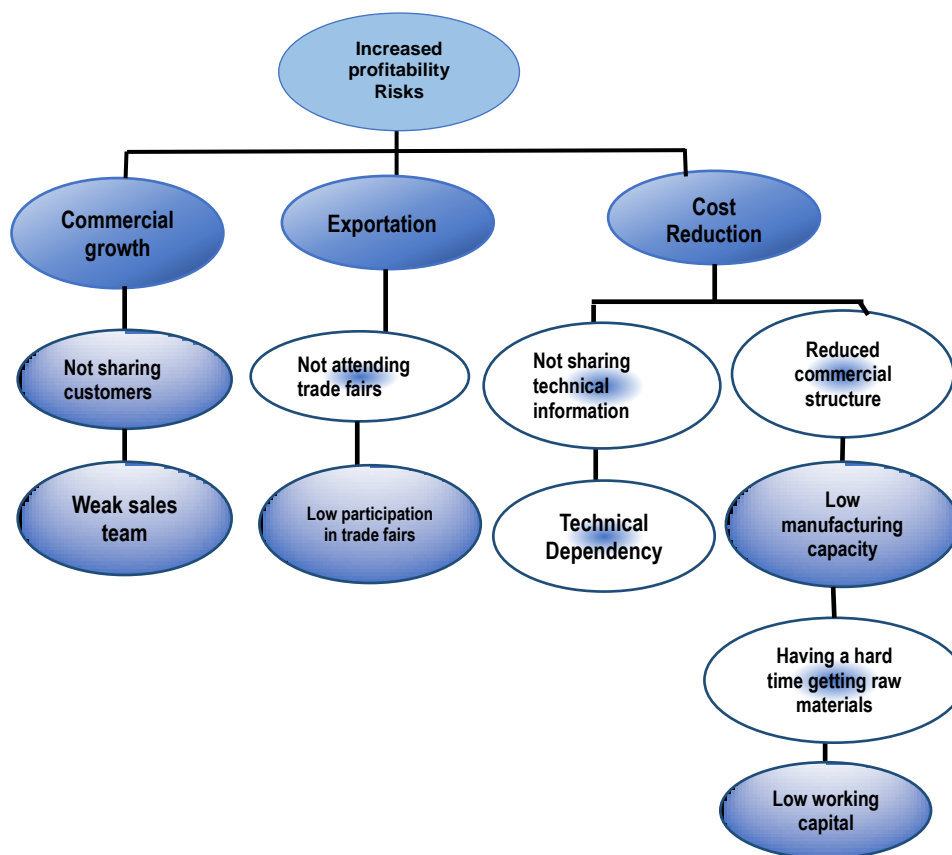 Increased
profitability
Risks
Commercial
growth
Exportation
Cost
Reduction
Not sharing
customers
Not attending
trade fairs
Not sharing
technical
information
Reduced
commercial
structure
Weak sales
team
Low participation
in trade fairs
Technical
Dependency
Low
manufacturing
capacity
Having a hard
time getting raw
materials
Low working
capital